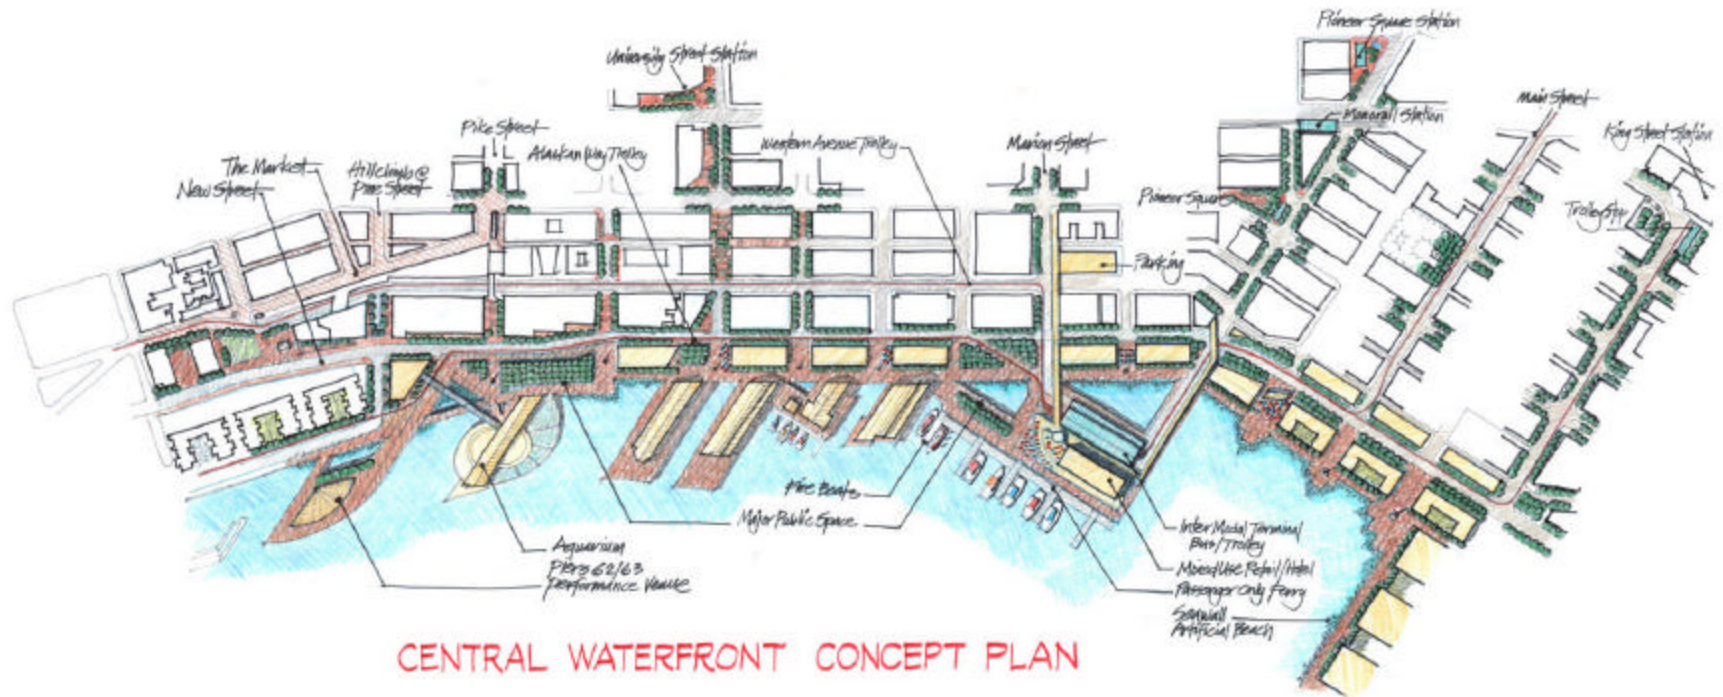 Pioneer Square Station
University Street Station
Main Street
Monorail Station
King Street Station
Pike Street
Alaskan Way Trolley
Western Avenue Trolley
Marion Street
The Market
Hillclimb @
Pine Street
New Street
Pioneer Square
Trolley Stop
Parking
Fire Boats
Major Public Space
Aquarium
Piers 62/63
Performance Venue
Inter Modal Terminal
Bus/Trolley
Mixed Use Retail/Hotel
Passenger Only Ferry
Seawall
Artificial Beach
CENTRAL WATERFRONT CONCEPT PLAN